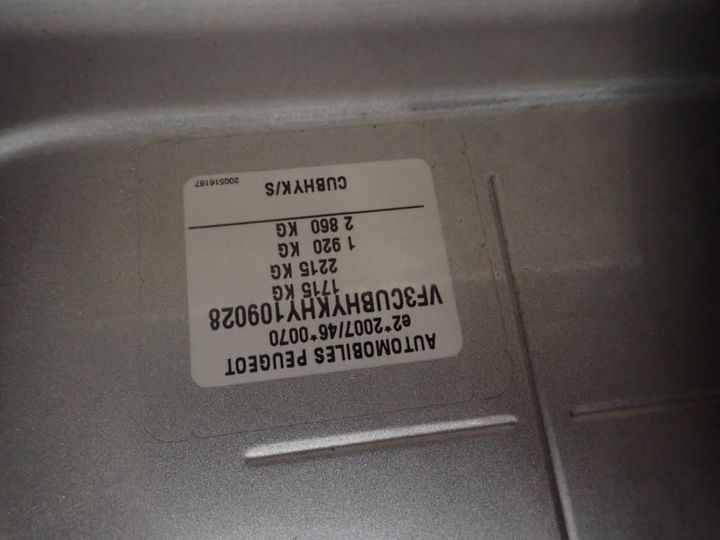 AUTOMOBILES PEUGEOT
e2*2007/46*0070
VF3CUBHYKHY109028
1715 KG
2215 KG
1 920 KG
2 860 KG
CUBHYK/S
200516187